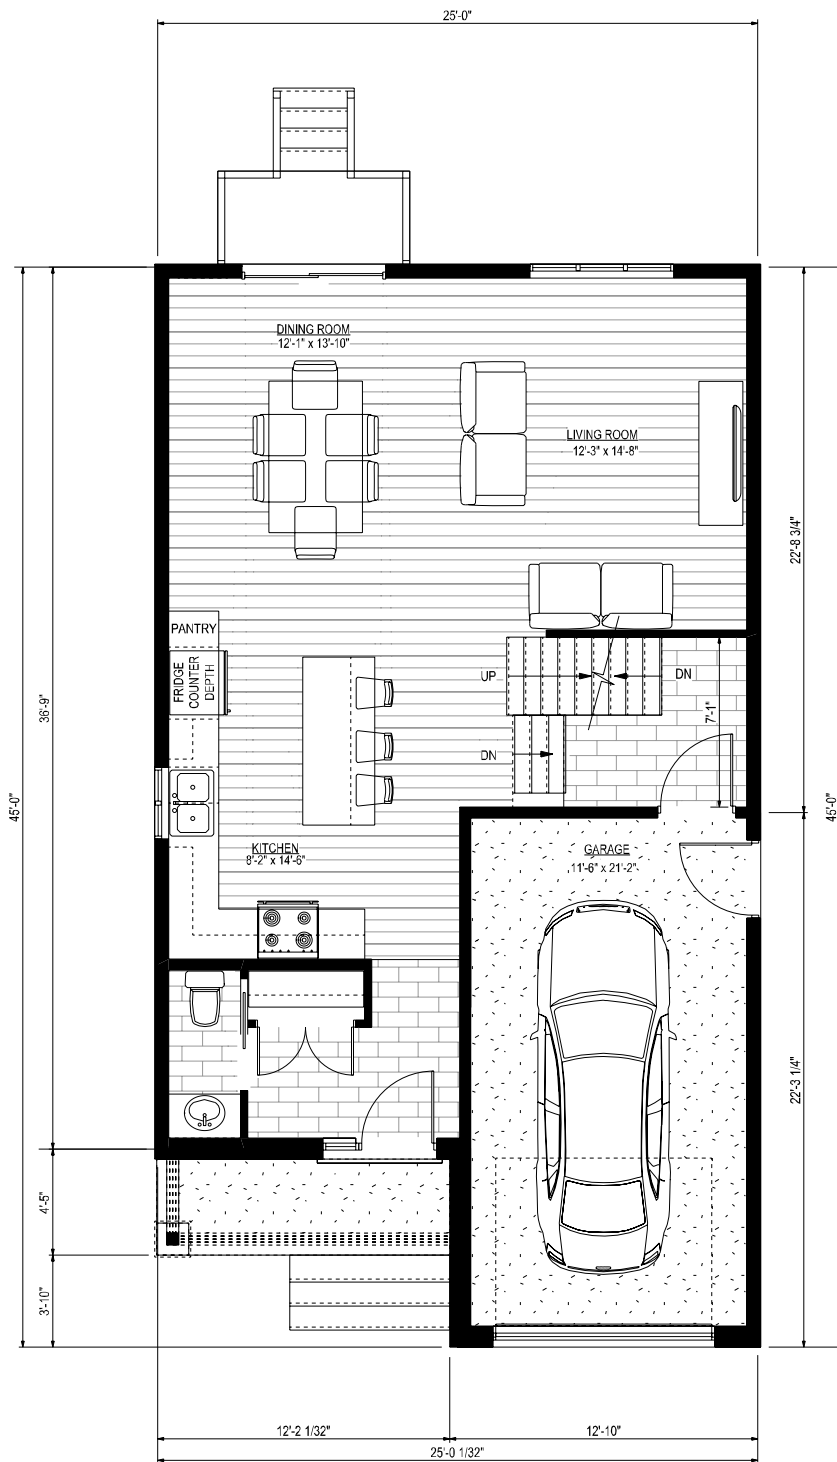 25'-0"
DINING ROOM
12'-1" x 13'-10"
LIVING ROOM
12'-3" x 14'-8"
22'-8 3/4"
PANTRY
FRIDGE
COUNTER
DEPTH
UP
DN
7'-1"
DN
36'-9"
45'-0"
45'-0"
KITCHEN
8'-2" x 14'-6"
GARAGE
11'-6" x 21'-2"
22'-3 1/4"
4'-5"
3'-10"
12'-2 1/32"
12'-10"
25'-0 1/32"